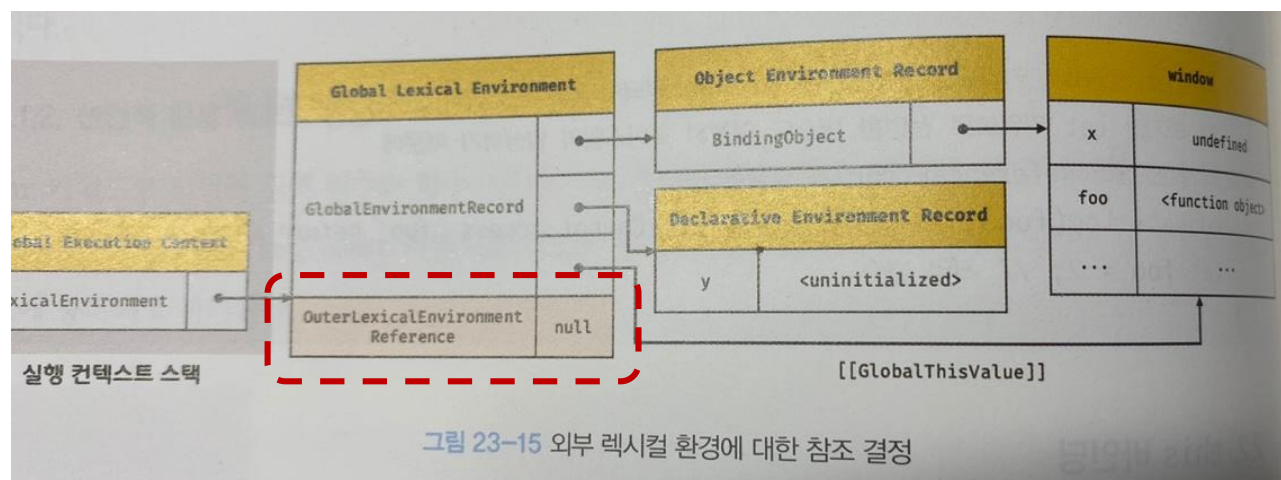 Global Lexical Environment
GlobalEnvironmentRecord
OuterLexicalEnvironment
Reference
null
Object Environment Record
BindingObject
Declarative Environment Record
y
<uninitialized>
window
x
undefined
foo
<function object>
...
...
[[GlobalThisValue]]
Execution Context
실행 컨텍스트 스택
그림 23-15 외부 렉시컬 환경에 대한 참조 결정